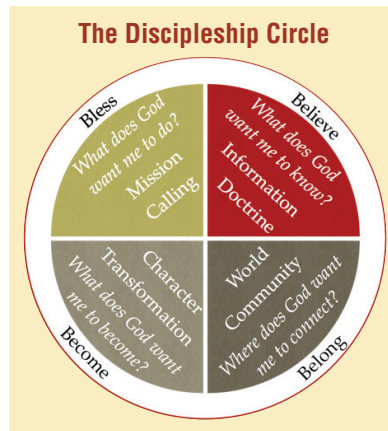 The Discipleship Circle
Bless
What does God
want me to do?
Mission
Calling
Believe
What does God
want me to know?
Information
Doctrine
Character
Transformation
What does God want
me to become?
Become
World
Community
Where does God want
me to connect?
Belong